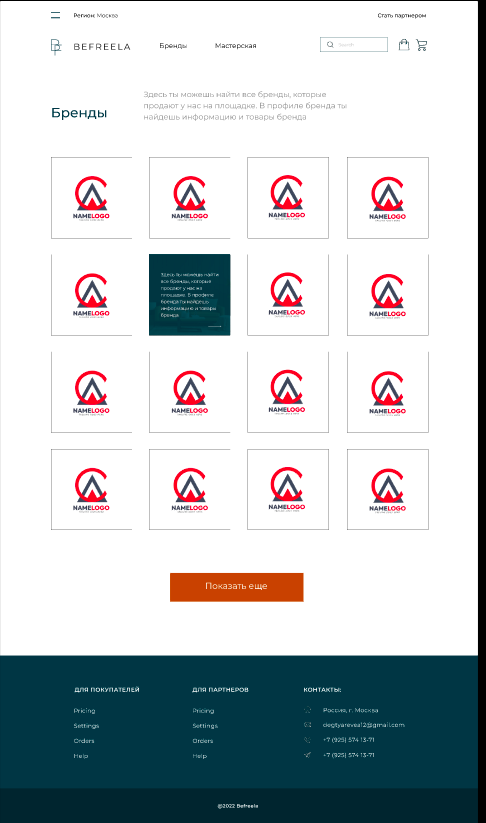 Регион: Москва
Стать партнером
BEFREELA
Бренды
Мастерская
Search
Бренды
Здесь ты можешь найти все бренды, которые
продают у нас на площадке. В профиле бренда ты
найдешь информацию и товары бренда
NAMELOGO
NAMELOGO
NAMELOGO
NAMELOGO
NAMELOGO
Здесь ты можешь найти
все бренды, которые
продают у нас на
площадке. В профиле
бренда ты найдешь
информацию и товары
бренда
NAMELOGO
NAMELOGO
NAMELOGO
NAMELOGO
NAMELOGO
NAMELOGO
NAMELOGO
NAMELOGO
NAMELOGO
NAMELOGO
Показать еще
ДЛЯ ПОКУПАТЕЛЕЙ
Pricing
Settings
Orders
Help
ДЛЯ ПАРТНЕРОВ
Pricing
Settings
Orders
Help
КОНТАКТЫ:
Россия, г. Москва
degtyareveal2@gmail.com
+7 (925) 574 13-71
+7 (925) 574 13-71
©2022 Befreela